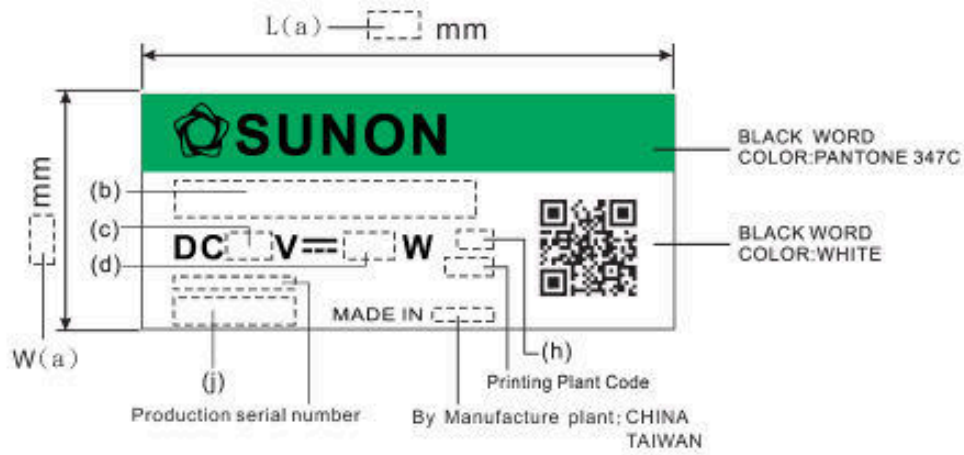 L(a) mm
SUNON
BLACK WORD
COLOR:PANTONE 347C
mm
(b)
(c)
DC V W
(d)
BLACK WORD
COLOR:WHITE
MADE IN
W(a)
(j)
(h)
Printing Plant Code
Production serial number
By Manufacture plant; CHINA
TAIWAN